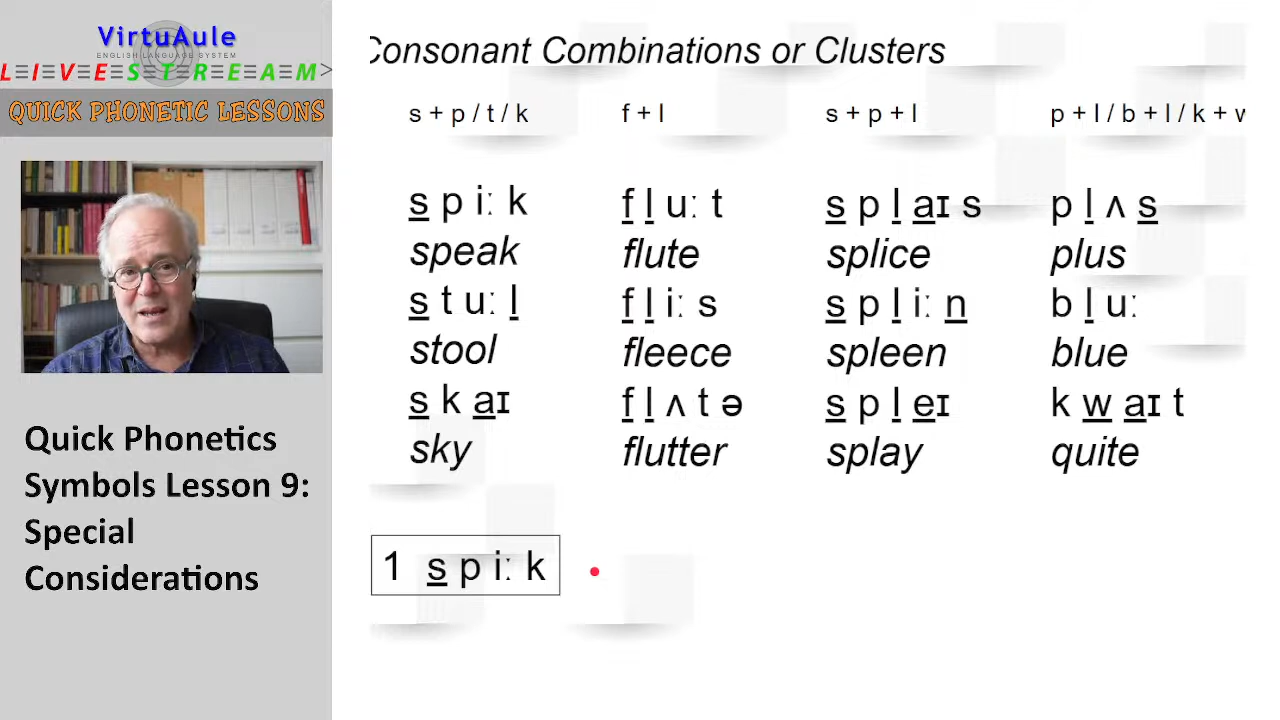 VirtuAule
ENGLISH LANGUAGE SYSTEM
L I V E S T R E A M >
QUICK PHONETIC LESSONS
Quick Phonetics
Symbols Lesson 9:
Special
Considerations
Consonant Combinations or Clusters
s + p / t / k f + l s + p + l p + l / b + l / k + w
s p iː k f l uː t s p l aɪ s p l ʌ s
speak flute splice plus
s t uː l f l iː s s p l iː n b l uː
stool fleece spleen blue
s k aɪ f l ʌ t ə s p l eɪ k w aɪ t
sky flutter splay quite
1 s p iː k